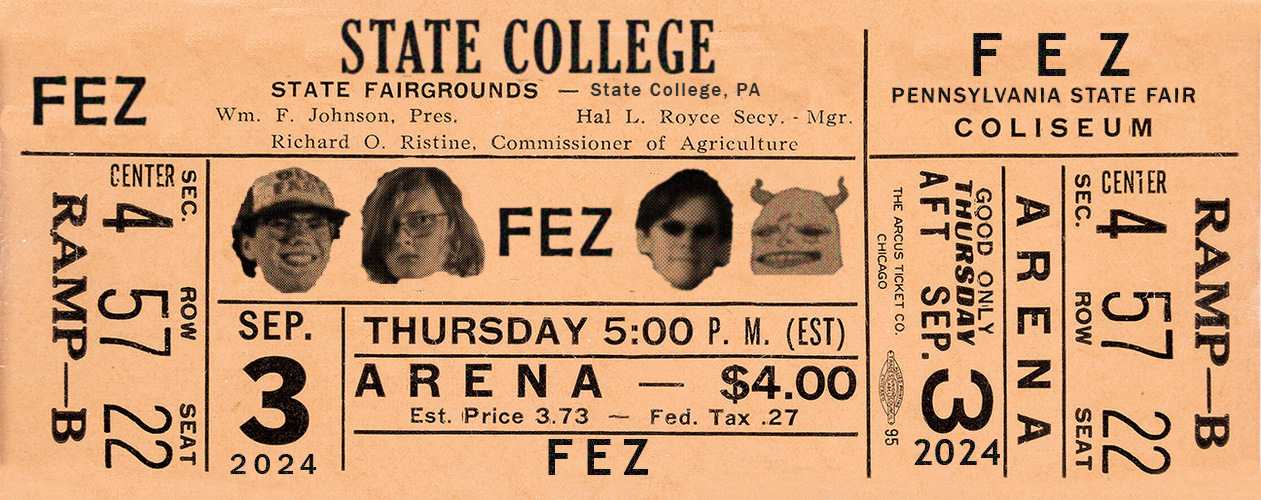 FEZ
STATE COLLEGE
STATE FAIRGROUNDS — State College, PA
Wm. F. Johnson, Pres. Hal L. Royce Secy. - Mgr.
Richard O. Ristine, Commissioner of Agriculture
CENTER
SEC. 4
ROW 57
SEAT 22
RAMP—B
FEZ
SEP.
3
2024
THURSDAY 5:00 P. M. (EST)
ARENA — $4.00
Est. Price 3.73 — Fed. Tax .27
FEZ
FEZ
PENNSYLVANIA STATE FAIR
COLISEUM
THE ARCUS TICKET CO.
CHICAGO
95
GOOD ONLY
THURSDAY
AFT SEP. 3
2024
ARENA
CENTER
SEC. 4
ROW 57
SEAT 22
RAMP—B